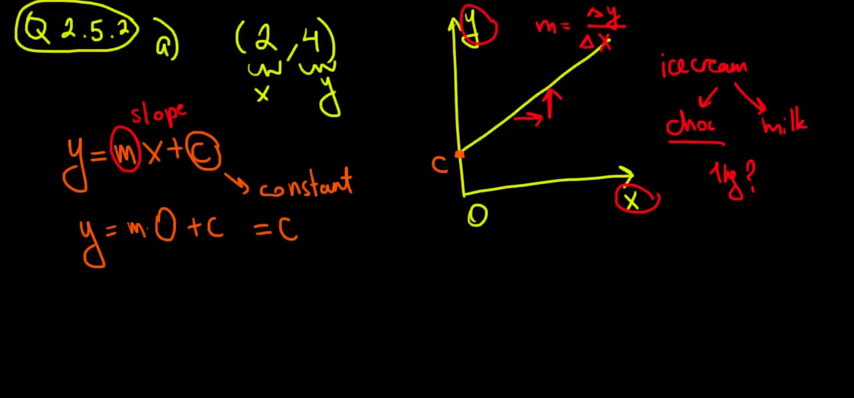 Q 2.5.2
a)
(2, 4)
x y
slope
y = mx + c
constant
y = m·0 + c = c
y
m = Δy/Δx
c
0
x
icecream
choc milk
1kg?